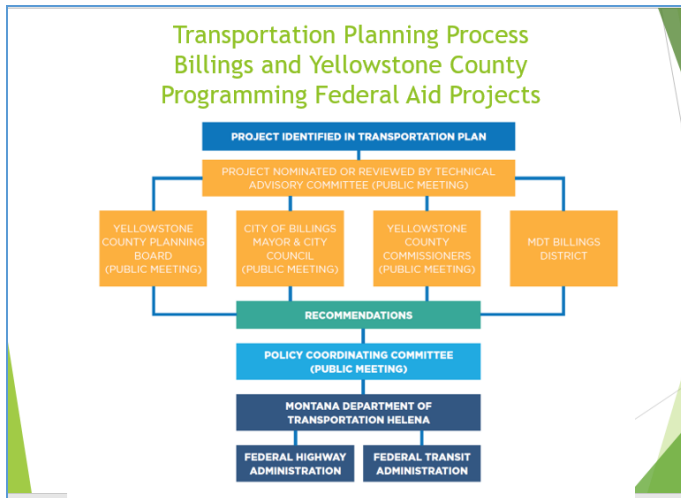 Transportation Planning Process
Billings and Yellowstone County
Programming Federal Aid Projects
PROJECT IDENTIFIED IN TRANSPORTATION PLAN
PROJECT NOMINATED OR REVIEWED BY TECHNICAL
ADVISORY COMMITTEE (PUBLIC MEETING)
YELLOWSTONE
COUNTY PLANNING
BOARD
(PUBLIC MEETING)
CITY OF BILLINGS
MAYOR & CITY
COUNCIL
(PUBLIC MEETING)
YELLOWSTONE
COUNTY
COMMISSIONERS
(PUBLIC MEETING)
MDT BILLINGS
DISTRICT
RECOMMENDATIONS
POLICY COORDINATING COMMITTEE
(PUBLIC MEETING)
MONTANA DEPARTMENT OF
TRANSPORTATION HELENA
FEDERAL HIGHWAY
ADMINISTRATION
FEDERAL TRANSIT
ADMINISTRATION